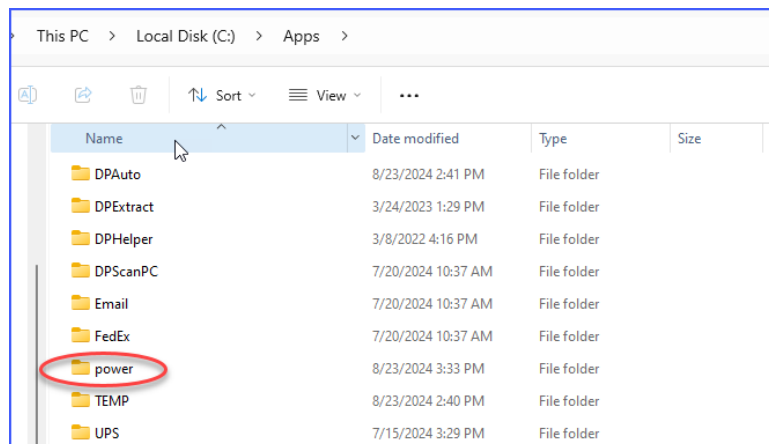 This PC > Local Disk (C:) > Apps >
Sort View ...
Name Date modified Type Size
DPAuto 8/23/2024 2:41 PM File folder
DPExtract 3/24/2023 1:29 PM File folder
DPHelper 3/8/2022 4:16 PM File folder
DPScanPC 7/20/2024 10:37 AM File folder
Email 7/20/2024 10:37 AM File folder
FedEx 7/20/2024 10:37 AM File folder
power 8/23/2024 3:33 PM File folder
TEMP 8/23/2024 2:40 PM File folder
UPS 7/15/2024 3:29 PM File folder